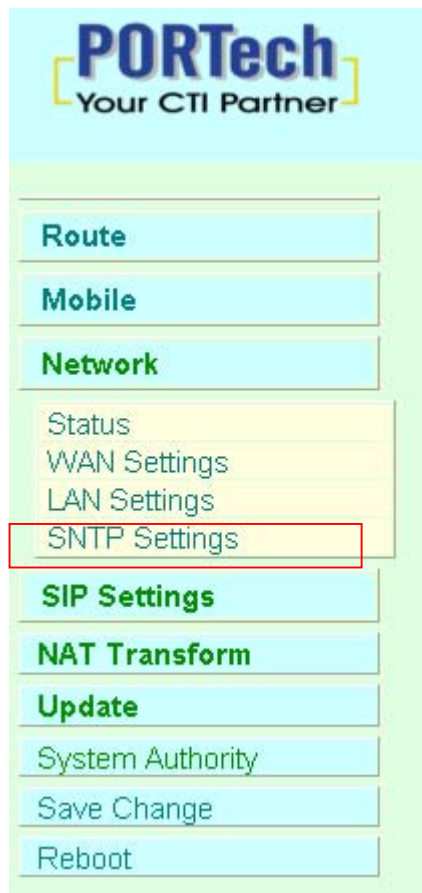 PORTech
Your CTI Partner
Route
Mobile
Network
Status
WAN Settings
LAN Settings
SNTP Settings
SIP Settings
NAT Transform
Update
System Authority
Save Change
Reboot